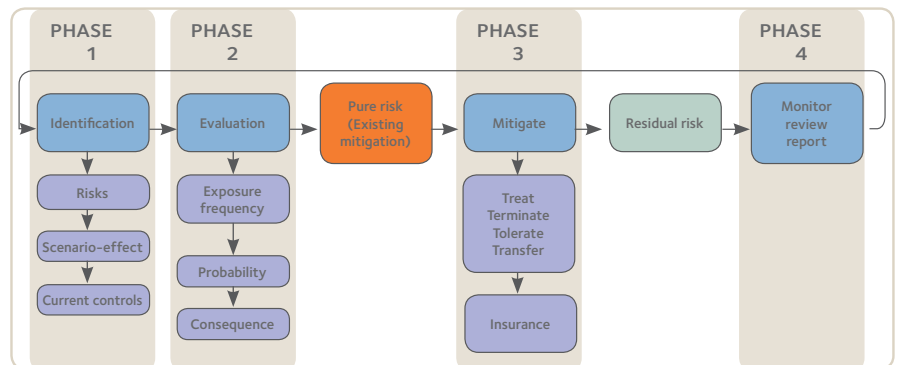 PHASE
1
PHASE
2
PHASE
3
PHASE
4
Identification
Evaluation
Pure risk
(Existing
mitigation)
Mitigate
Residual risk
Monitor
review
report
Risks
Scenario-effect
Current controls
Exposure
frequency
Probability
Consequence
Treat
Terminate
Tolerate
Transfer
Insurance